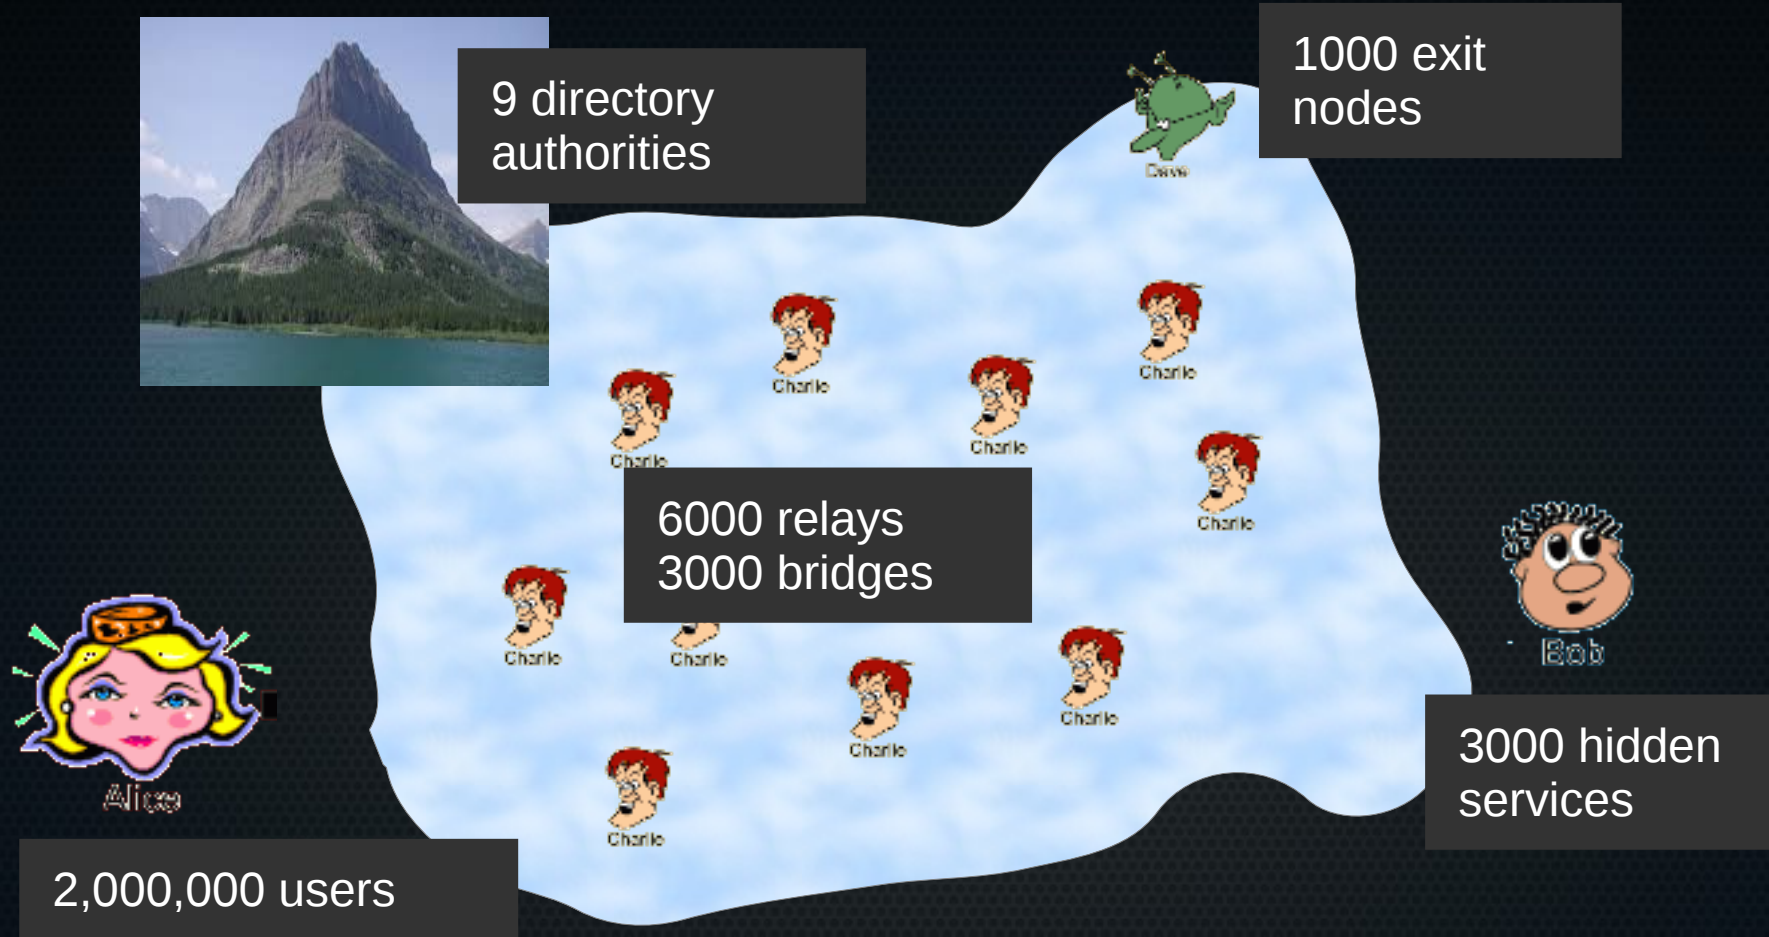 9 directory
authorities
1000 exit
nodes
Dave
Charlie
Charlie
Charlie
Charlie
Charlie
6000 relays
3000 bridges
Charlie
Charlie
Charlie
Charlie
Charlie
Bob
Alice
3000 hidden
services
2,000,000 users